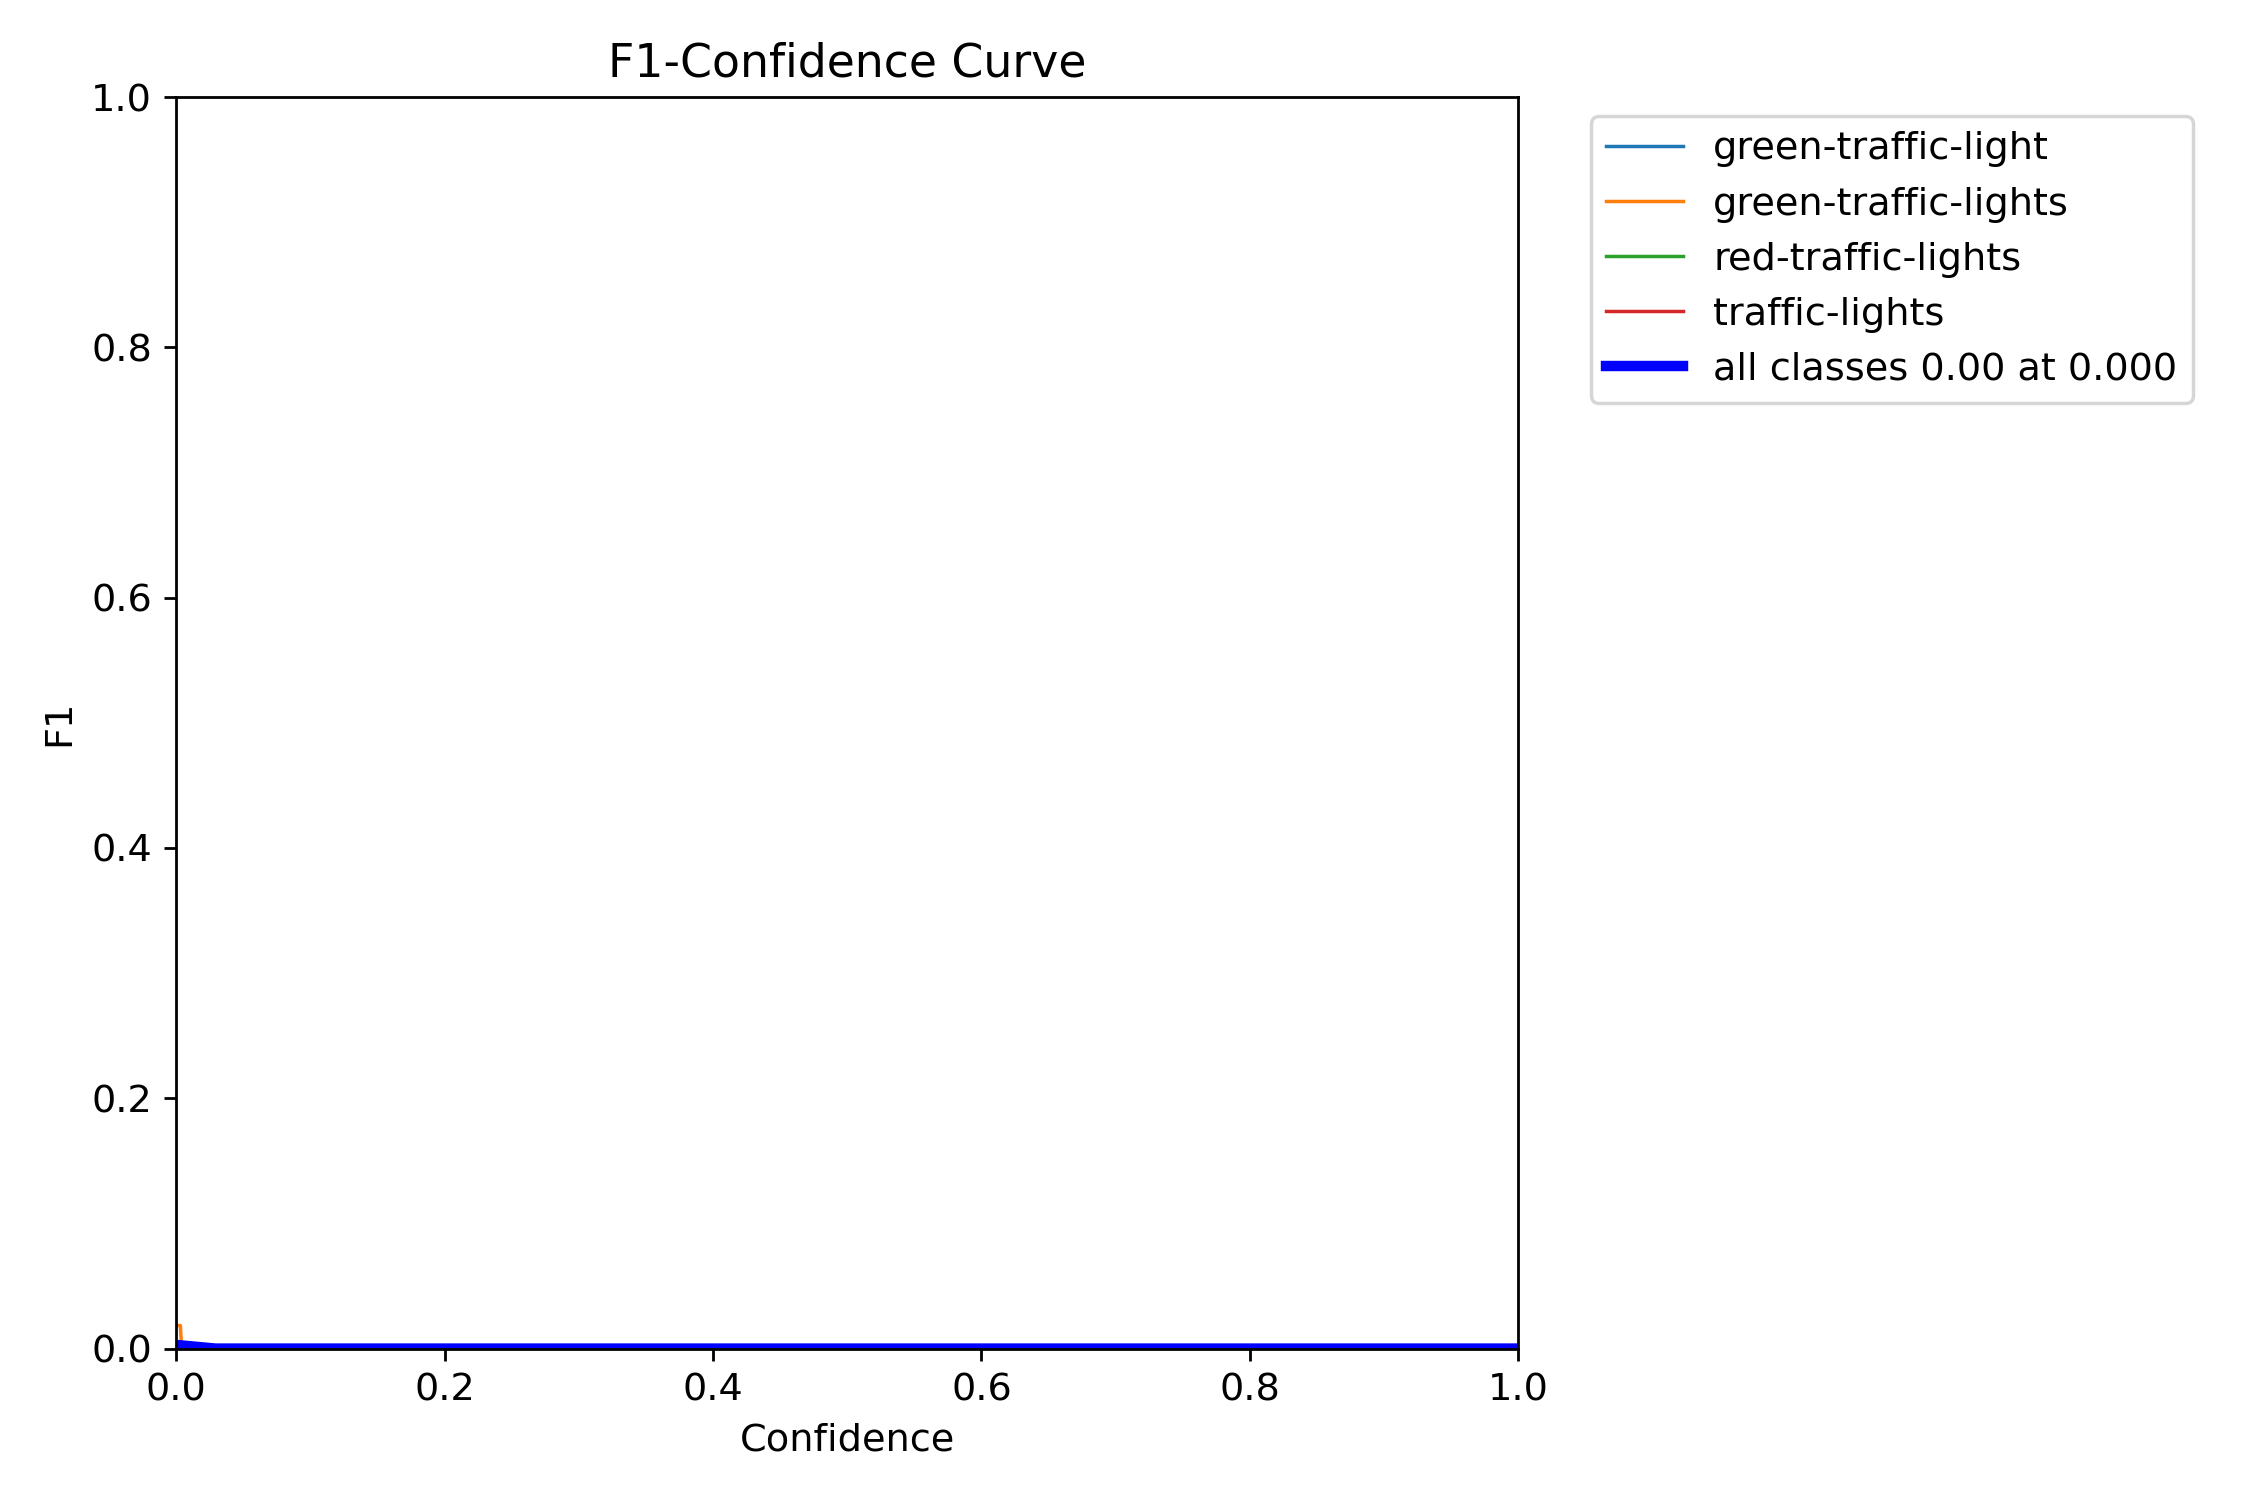 F1-Confidence Curve
1.0
0.8
0.6
0.4
0.2
0.0
F1
0.0 0.2 0.4 0.6 0.8 1.0
Confidence
green-traffic-light
green-traffic-lights
red-traffic-lights
traffic-lights
all classes 0.00 at 0.000